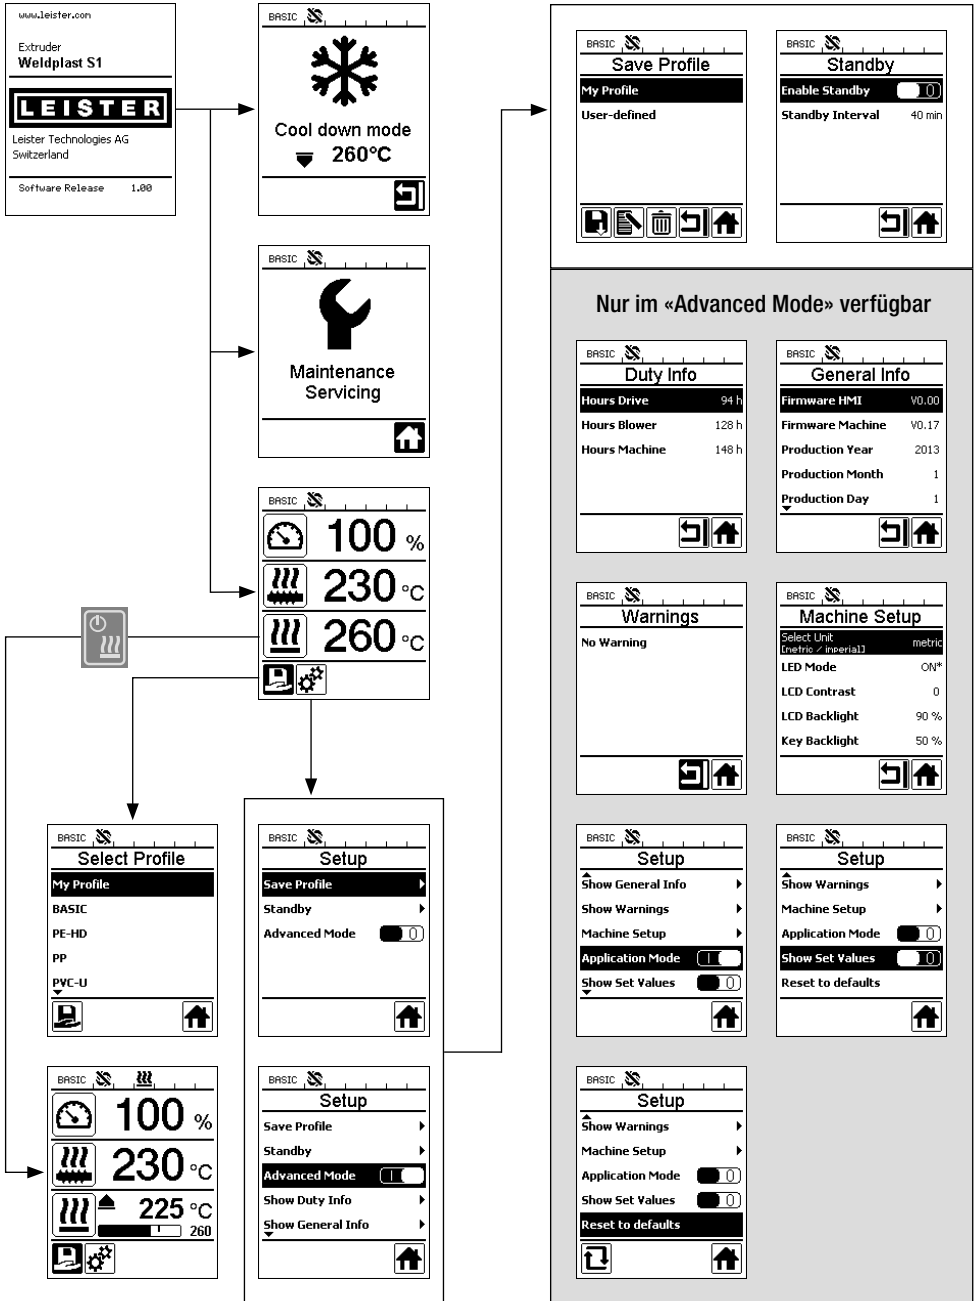 www.leister.com
Extruder
Weldplast S1
LEISTER
Leister Technologies AG
Switzerland
Software Release 1.00
BASIC
Cool down mode
260°C
BASIC
Maintenance
Servicing
BASIC
100 %
230 °C
260 °C
BASIC
Select Profile
My Profile
BASIC
PE-HD
PP
PVC-U
BASIC
100 %
230 °C
225 °C
260
BASIC
Setup
Save Profile
Standby
Advanced Mode 0
BASIC
Setup
Save Profile
Standby
Advanced Mode I
Show Duty Info
Show General Info
BASIC
Save Profile
My Profile
User-defined
BASIC
Standby
Enable Standby 0
Standby Interval 40 min
Nur im «Advanced Mode» verfügbar
BASIC
Duty Info
Hours Drive 94 h
Hours Blower 128 h
Hours Machine 148 h
BASIC
General Info
Firmware HMI V0.00
Firmware Machine V0.17
Production Year 2013
Production Month 1
Production Day 1
BASIC
Warnings
No Warning
BASIC
Machine Setup
Select Unit
[metric / imperial] metric
LED Mode ON*
LCD Contrast 0
LCD Backlight 90 %
Key Backlight 50 %
BASIC
Setup
Show General Info
Show Warnings
Machine Setup
Application Mode I
Show Set Values 0
BASIC
Setup
Show Warnings
Machine Setup
Application Mode 0
Show Set Values 0
Reset to defaults
BASIC
Setup
Show Warnings
Machine Setup
Application Mode 0
Show Set Values 0
Reset to defaults